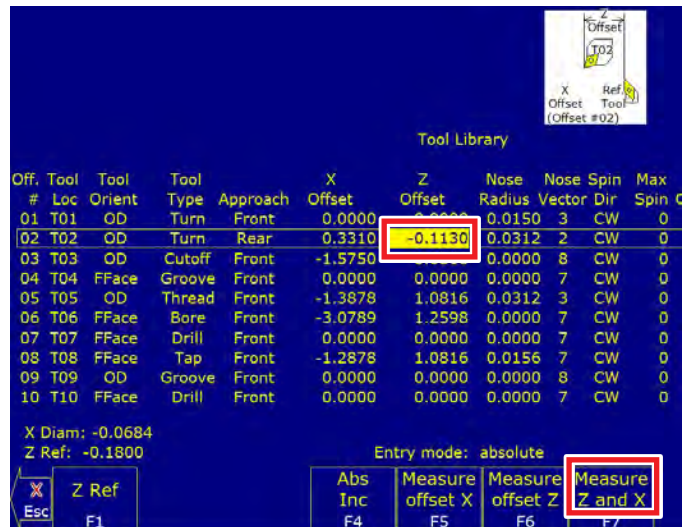 Z
Offset
T02
X Ref.
Offset Tool
(Offset #02)
Tool Library
Off. Tool Tool Tool X Z Nose Nose Spin Max
# Loc Orient Type Approach Offset Offset Radius Vector Dir Spin
01 T01 OD Turn Front 0.0000 0.0150 3 CW 0
02 T02 OD Turn Rear 0.3310 -0.1130 0.0312 2 CW 0
03 T03 OD Cutoff Front -1.5750 0.0000 8 CW 0
04 T04 FFace Groove Front 0.0000 0.0000 0.0000 7 CW 0
05 T05 OD Thread Front -1.3878 1.0816 0.0312 3 CW 0
06 T06 FFace Bore Front -3.0789 1.2598 0.0000 7 CW 0
07 T07 FFace Drill Front 0.0000 0.0000 0.0000 7 CW 0
08 T08 FFace Tap Front -1.2878 1.0816 0.0156 7 CW 0
09 T09 OD Groove Front 0.0000 0.0000 0.0000 8 CW 0
10 T10 FFace Drill Front 0.0000 0.0000 0.0000 7 CW 0
X Diam: -0.0684
Z Ref: -0.1800 Entry mode: absolute
X Z Ref Abs Measure Measure Measure
Esc Inc offset X offset Z Z and X
F1 F4 F5 F6 F7